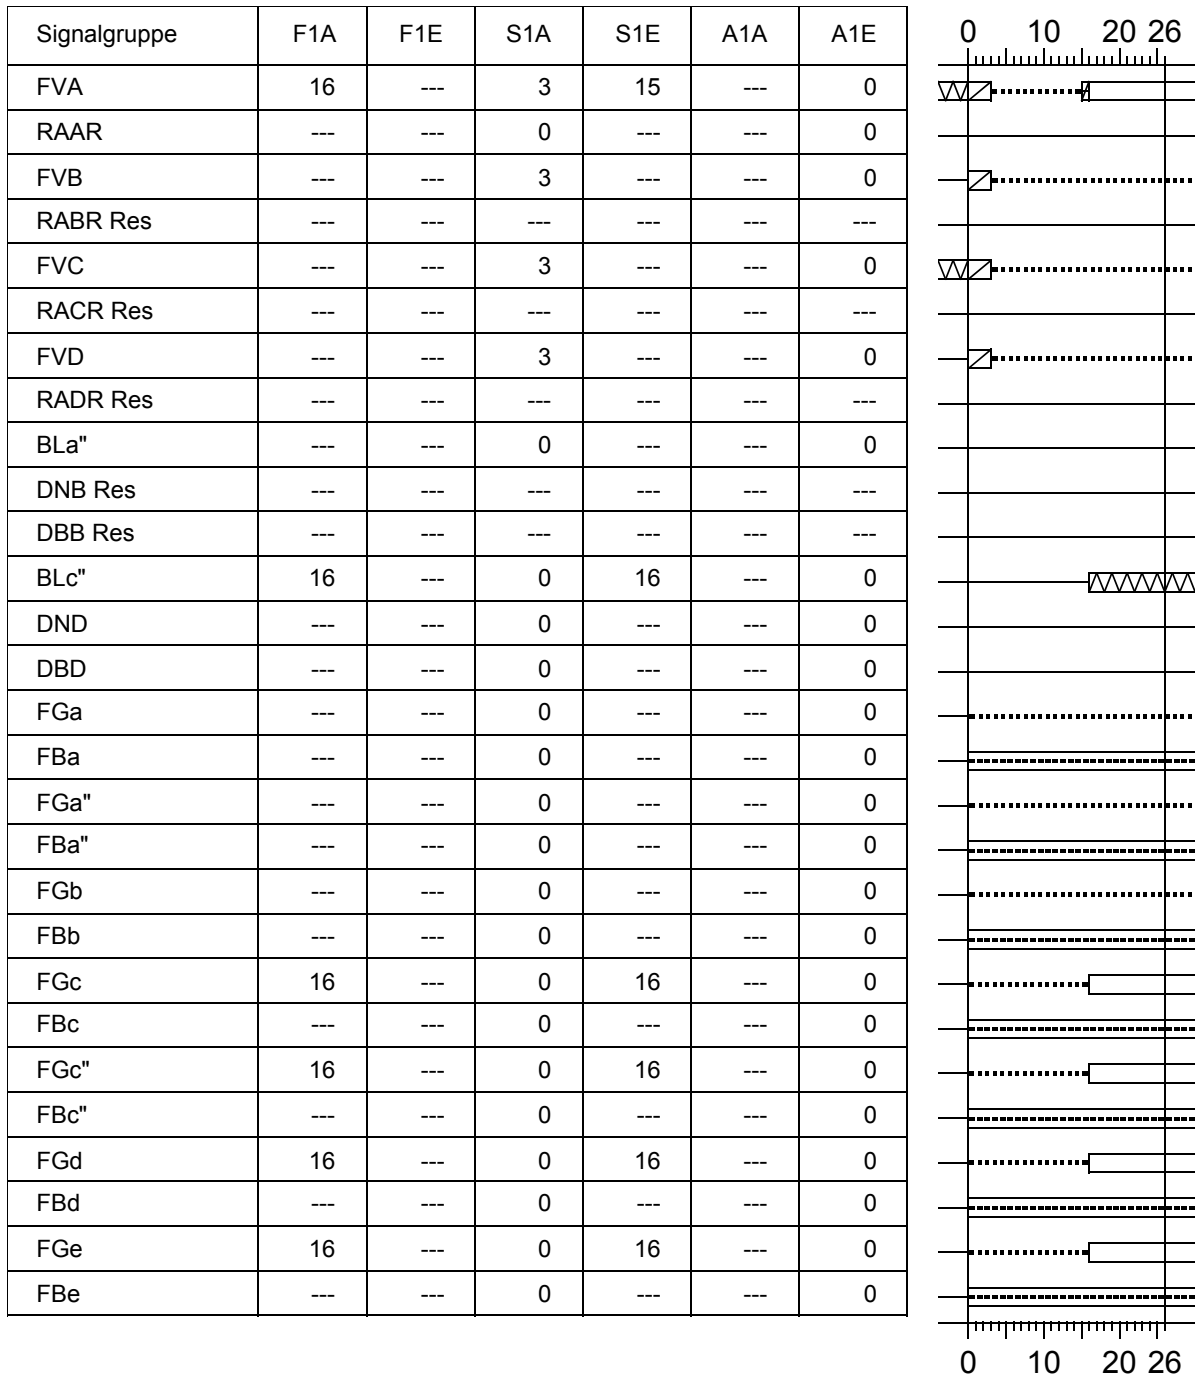 Signalgruppe F1A F1E S1A S1E A1A A1E 0 10 20 26
FVA 16 --- 3 15 --- 0
RAAR --- --- 0 --- --- 0
FVB --- --- 3 --- --- 0
RABR Res --- --- --- --- --- ---
FVC --- --- 3 --- --- 0
RACR Res --- --- --- --- --- ---
FVD --- --- 3 --- --- 0
RADR Res --- --- --- --- --- ---
BLa" --- --- 0 --- --- 0
DNB Res --- --- --- --- --- ---
DBB Res --- --- --- --- --- ---
BLc" 16 --- 0 16 --- 0
DND --- --- 0 --- --- 0
DBD --- --- 0 --- --- 0
FGa --- --- 0 --- --- 0
FBa --- --- 0 --- --- 0
FGa" --- --- 0 --- --- 0
FBa" --- --- 0 --- --- 0
FGb --- --- 0 --- --- 0
FBb --- --- 0 --- --- 0
FGc 16 --- 0 16 --- 0
FBc --- --- 0 --- --- 0
FGc" 16 --- 0 16 --- 0
FBc" --- --- 0 --- --- 0
FGd 16 --- 0 16 --- 0
FBd --- --- 0 --- --- 0
FGe 16 --- 0 16 --- 0
FBe --- --- 0 --- --- 0
0 10 20 26